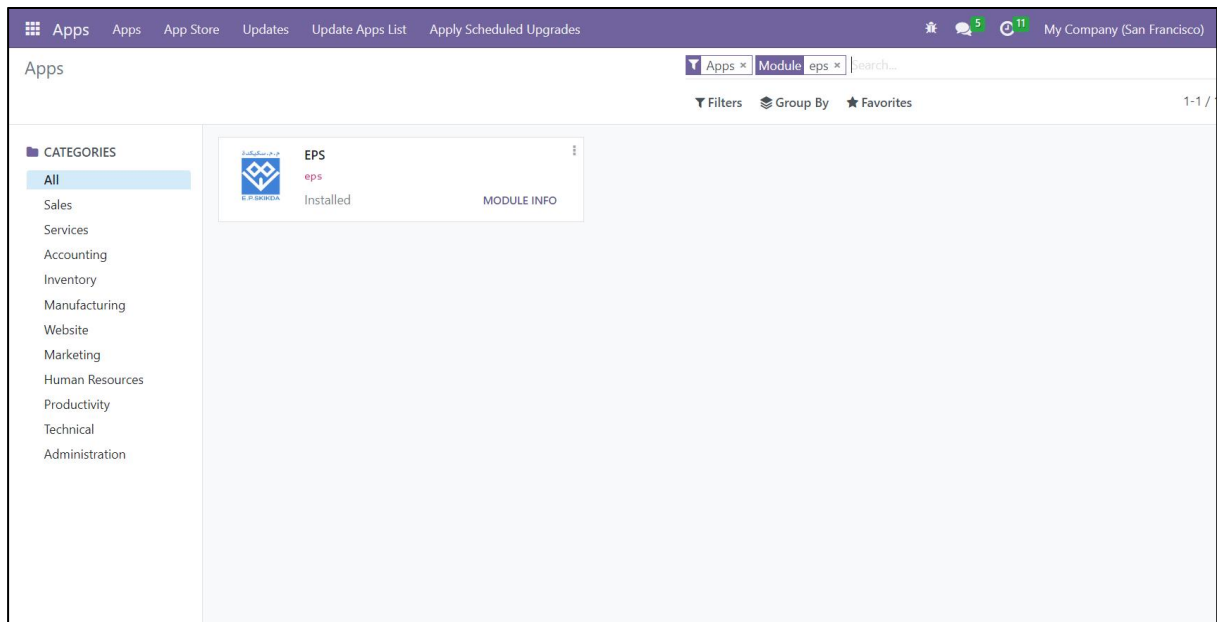 Apps Apps App Store Updates Update Apps List Apply Scheduled Upgrades 5 11 My Company (San Francisco)
Apps
Apps × Module eps × Search...
Filters Group By Favorites 1-1 /
CATEGORIES
All
Sales
Services
Accounting
Inventory
Manufacturing
Website
Marketing
Human Resources
Productivity
Technical
Administration
م.م.سكيكدة
E.P.SKIKDA
EPS
eps
Installed MODULE INFO